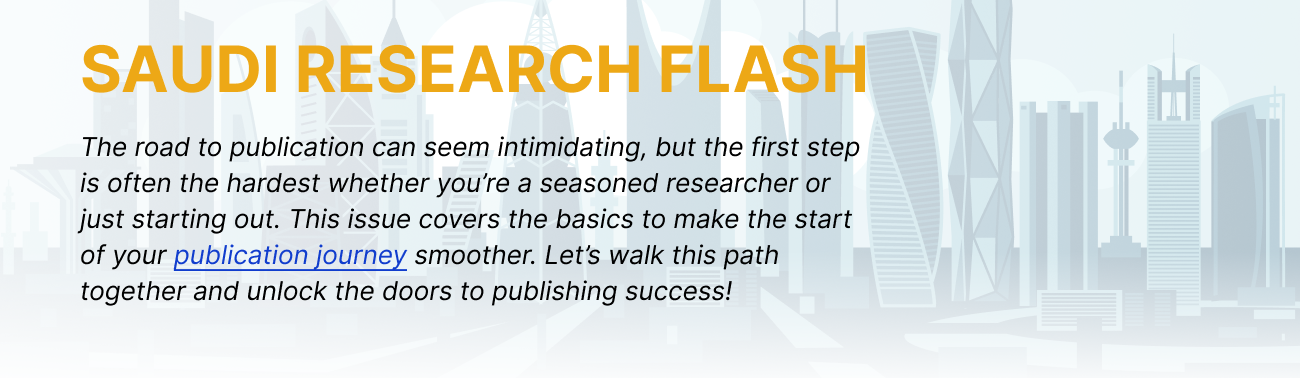 SAUDI RESEARCH FLASH
The road to publication can seem intimidating, but the first step
is often the hardest whether you’re a seasoned researcher or
just starting out. This issue covers the basics to make the start
of your publication journey smoother. Let’s walk this path
together and unlock the doors to publishing success!